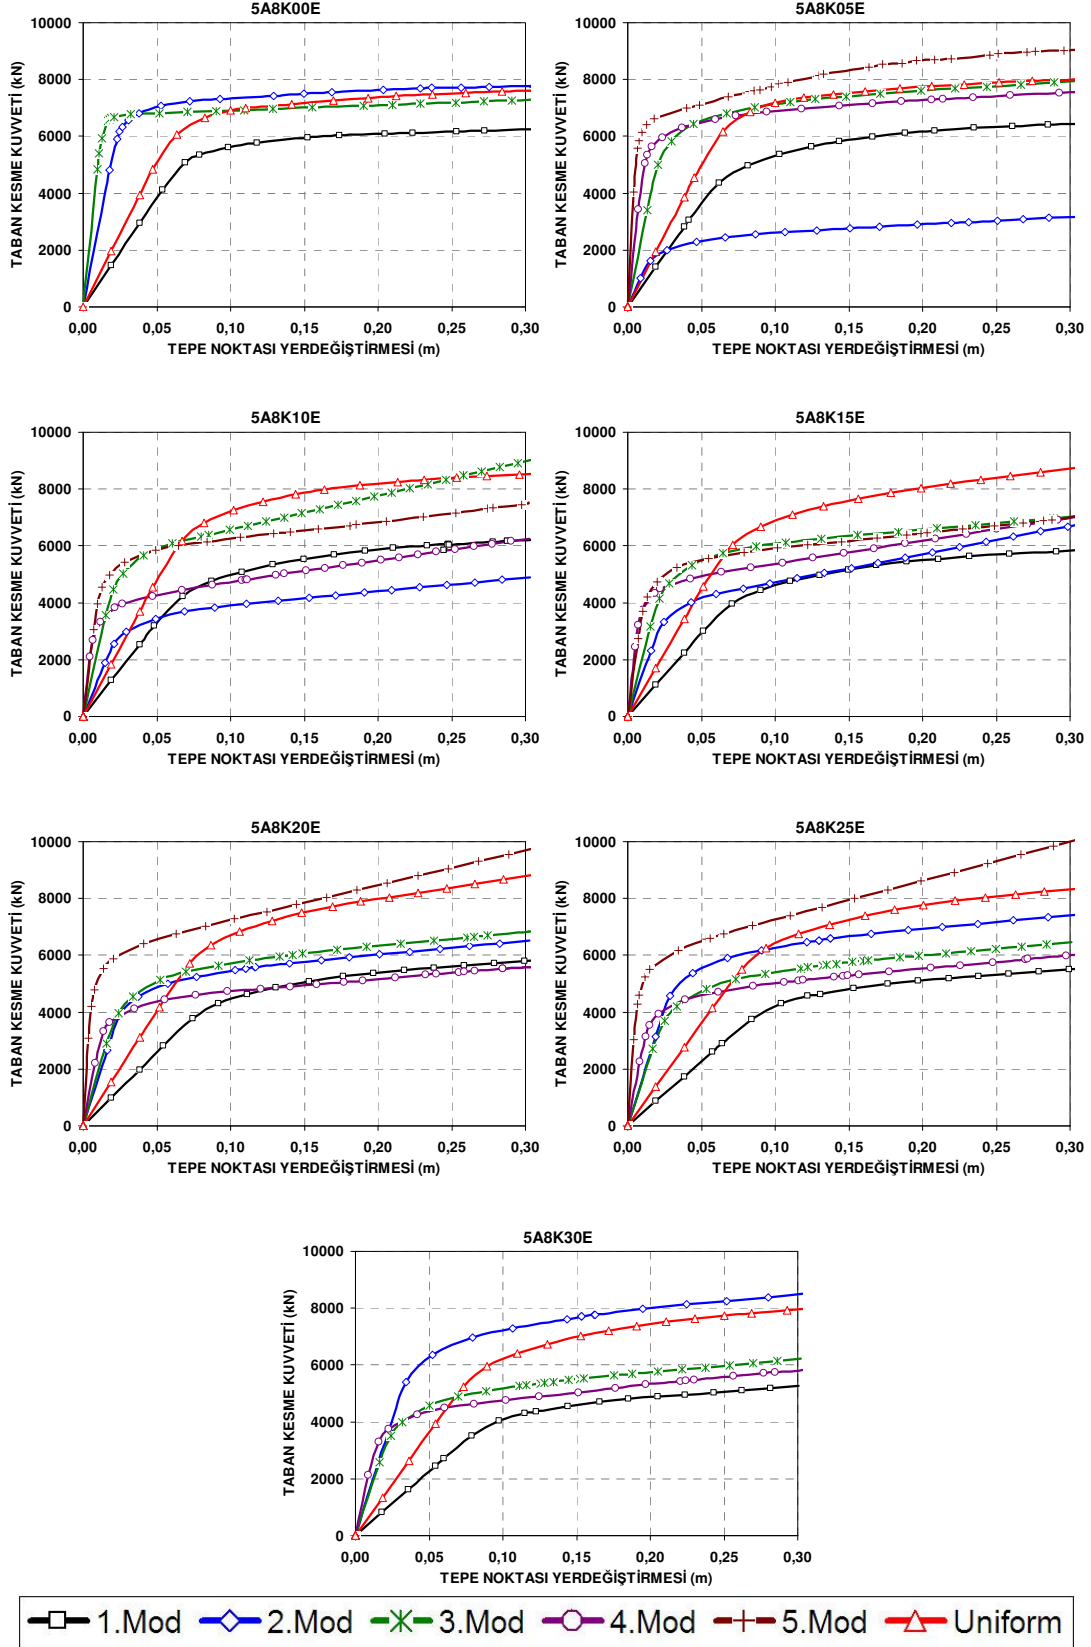 5A8K00E
TABAN KESME KUVVETİ (kN)
10000
8000
6000
4000
2000
0
0,00 0,05 0,10 0,15 0,20 0,25 0,30
TEPE NOKTASI YERDEĞİŞTİRMESİ (m)
5A8K05E
TABAN KESME KUVVETİ (kN)
10000
8000
6000
4000
2000
0
0,00 0,05 0,10 0,15 0,20 0,25 0,30
TEPE NOKTASI YERDEĞİŞTİRMESİ (m)
5A8K10E
TABAN KESME KUVVETİ (kN)
10000
8000
6000
4000
2000
0
0,00 0,05 0,10 0,15 0,20 0,25 0,30
TEPE NOKTASI YERDEĞİŞTİRMESİ (m)
5A8K15E
TABAN KESME KUVVETİ (kN)
10000
8000
6000
4000
2000
0
0,00 0,05 0,10 0,15 0,20 0,25 0,30
TEPE NOKTASI YERDEĞİŞTİRMESİ (m)
5A8K20E
TABAN KESME KUVVETİ (kN)
10000
8000
6000
4000
2000
0
0,00 0,05 0,10 0,15 0,20 0,25 0,30
TEPE NOKTASI YERDEĞİŞTİRMESİ (m)
5A8K25E
TABAN KESME KUVVETİ (kN)
10000
8000
6000
4000
2000
0
0,00 0,05 0,10 0,15 0,20 0,25 0,30
TEPE NOKTASI YERDEĞİŞTİRMESİ (m)
5A8K30E
TABAN KESME KUVVETİ (kN)
10000
8000
6000
4000
2000
0
0,00 0,05 0,10 0,15 0,20 0,25 0,30
TEPE NOKTASI YERDEĞİŞTİRMESİ (m)
1.Mod 2.Mod 3.Mod 4.Mod 5.Mod Uniform